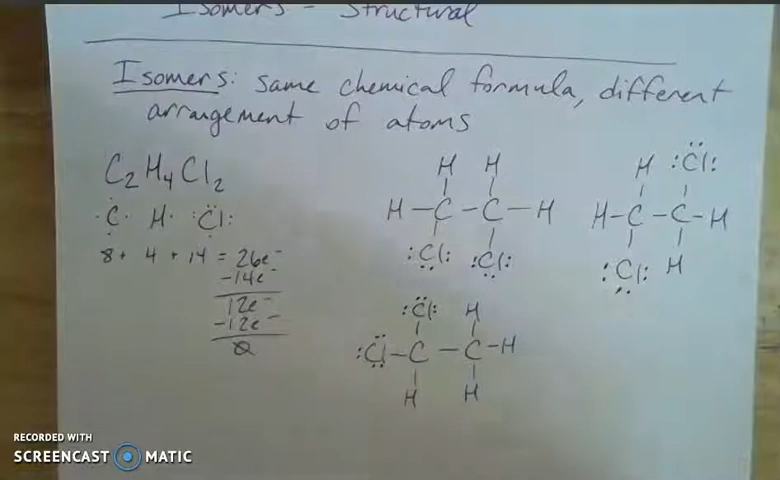 Isomers - Structural
Isomers: same chemical formula, different
arrangement of atoms
C₂H₄Cl₂
·Ċ· H· :Cl:
8 + 4 + 14 = 26e⁻
-14e⁻
12e⁻
-12e⁻
0
H H
H-C-C-H
:Cl: :Cl:
H :Cl:
H-C-C-H
:Cl: H
:Cl: H
:Cl-C-C-H
H H
RECORDED WITH
SCREENCAST MATIC